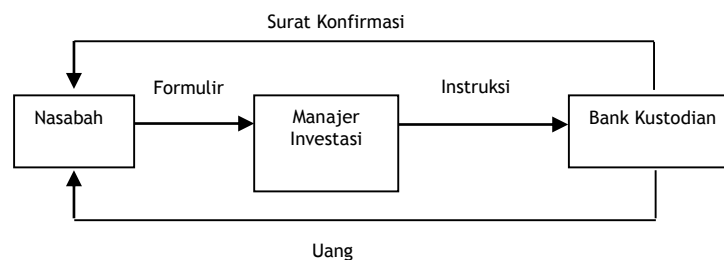 Surat Konfirmasi
Formulir
Instruksi
Nasabah
Manajer
Investasi
Bank Kustodian
Uang